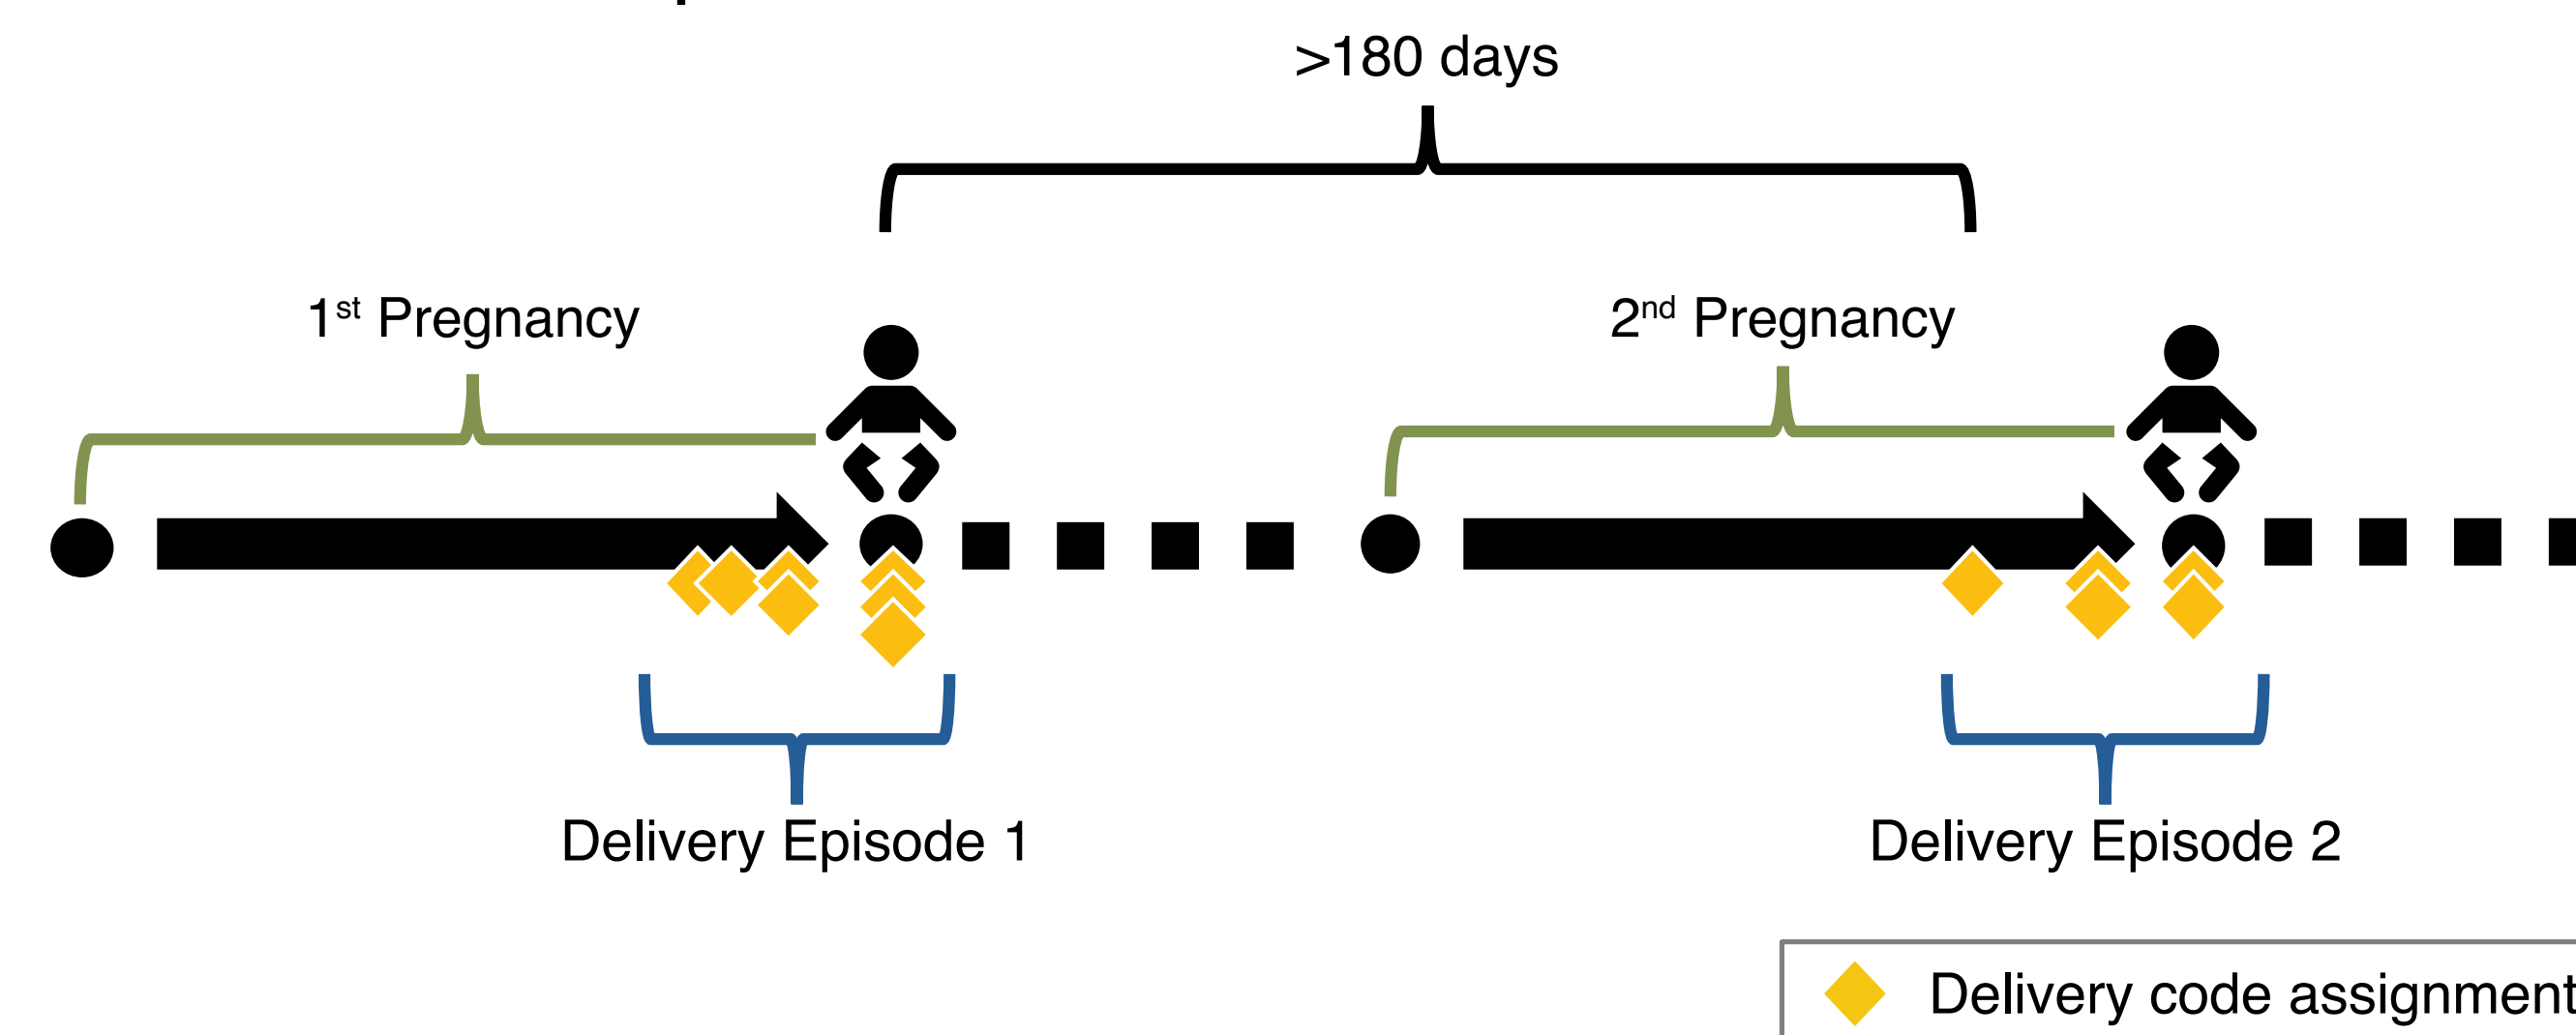 >180 days
1st Pregnancy
2nd Pregnancy
Delivery Episode 1
Delivery Episode 2
Delivery code assignment